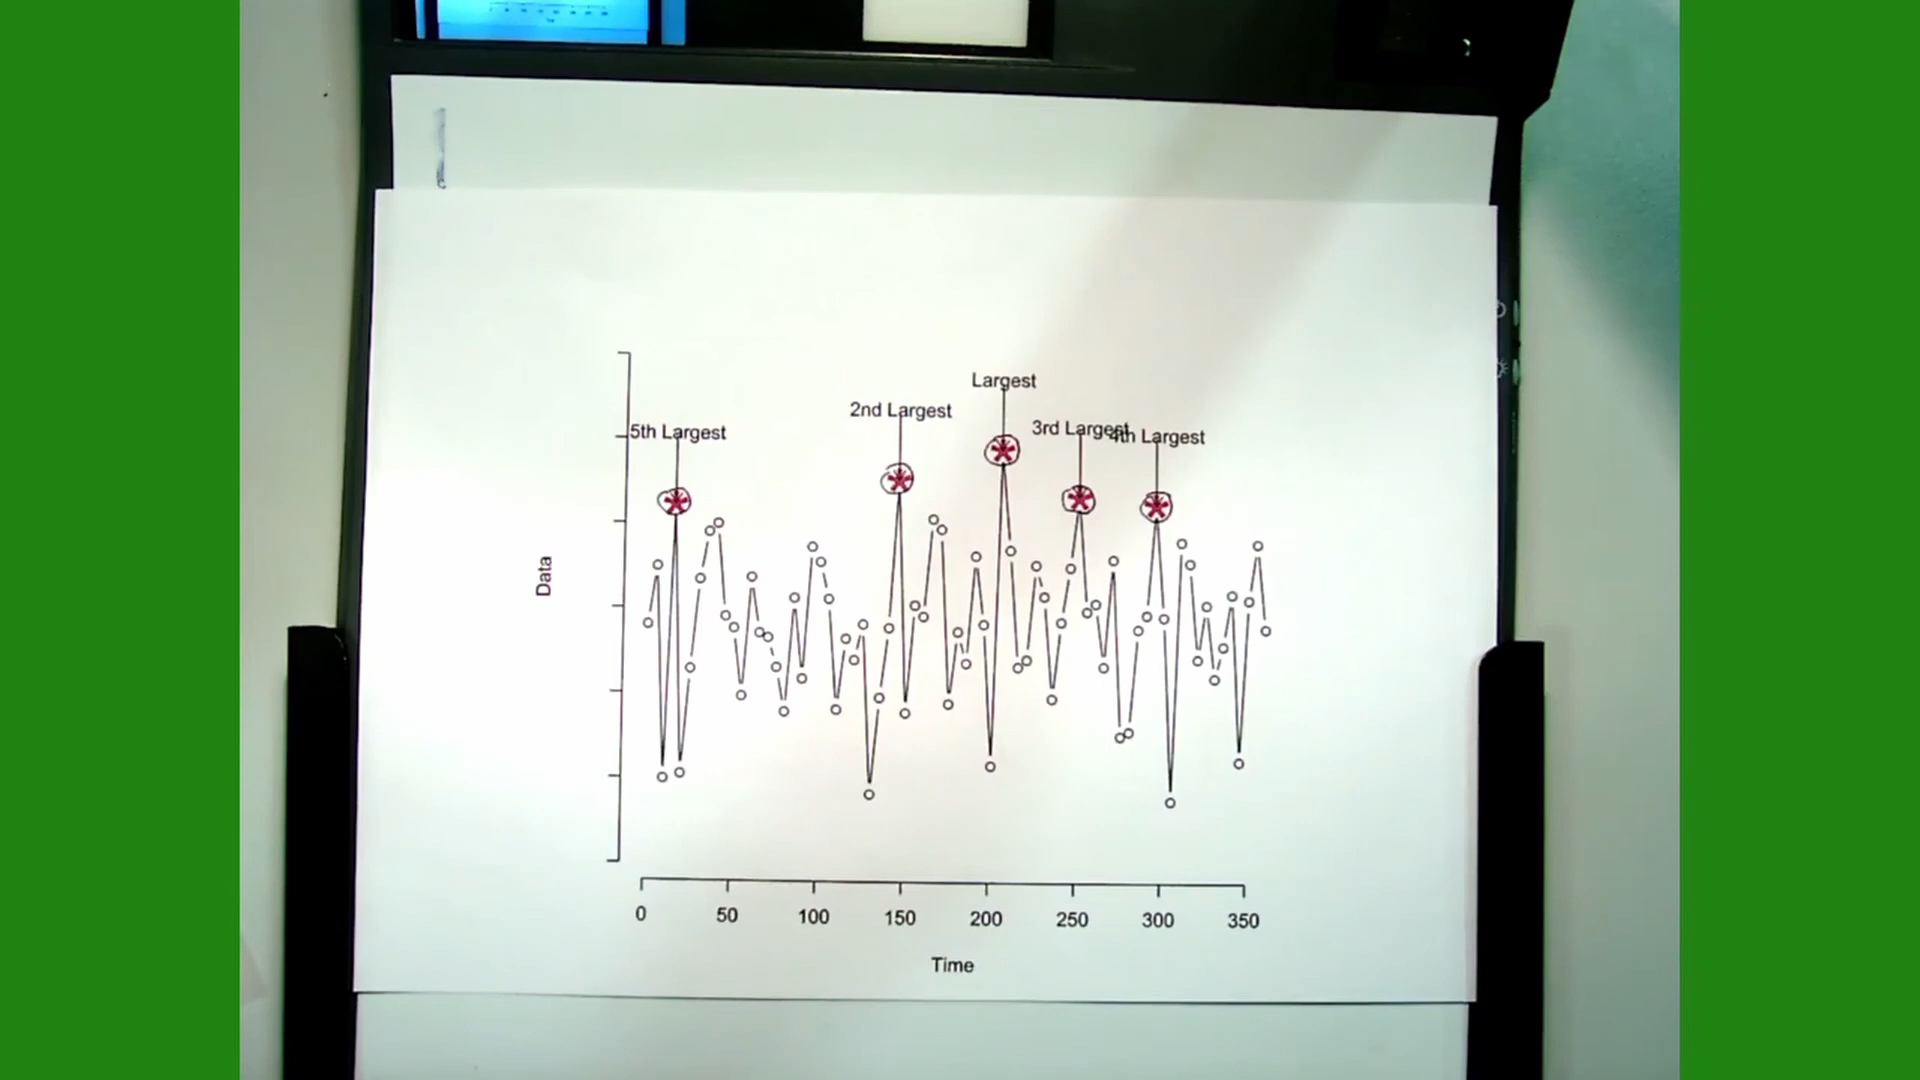 Largest
2nd Largest
3rd Largest
4th Largest
5th Largest
Data
0 50 100 150 200 250 300 350
Time